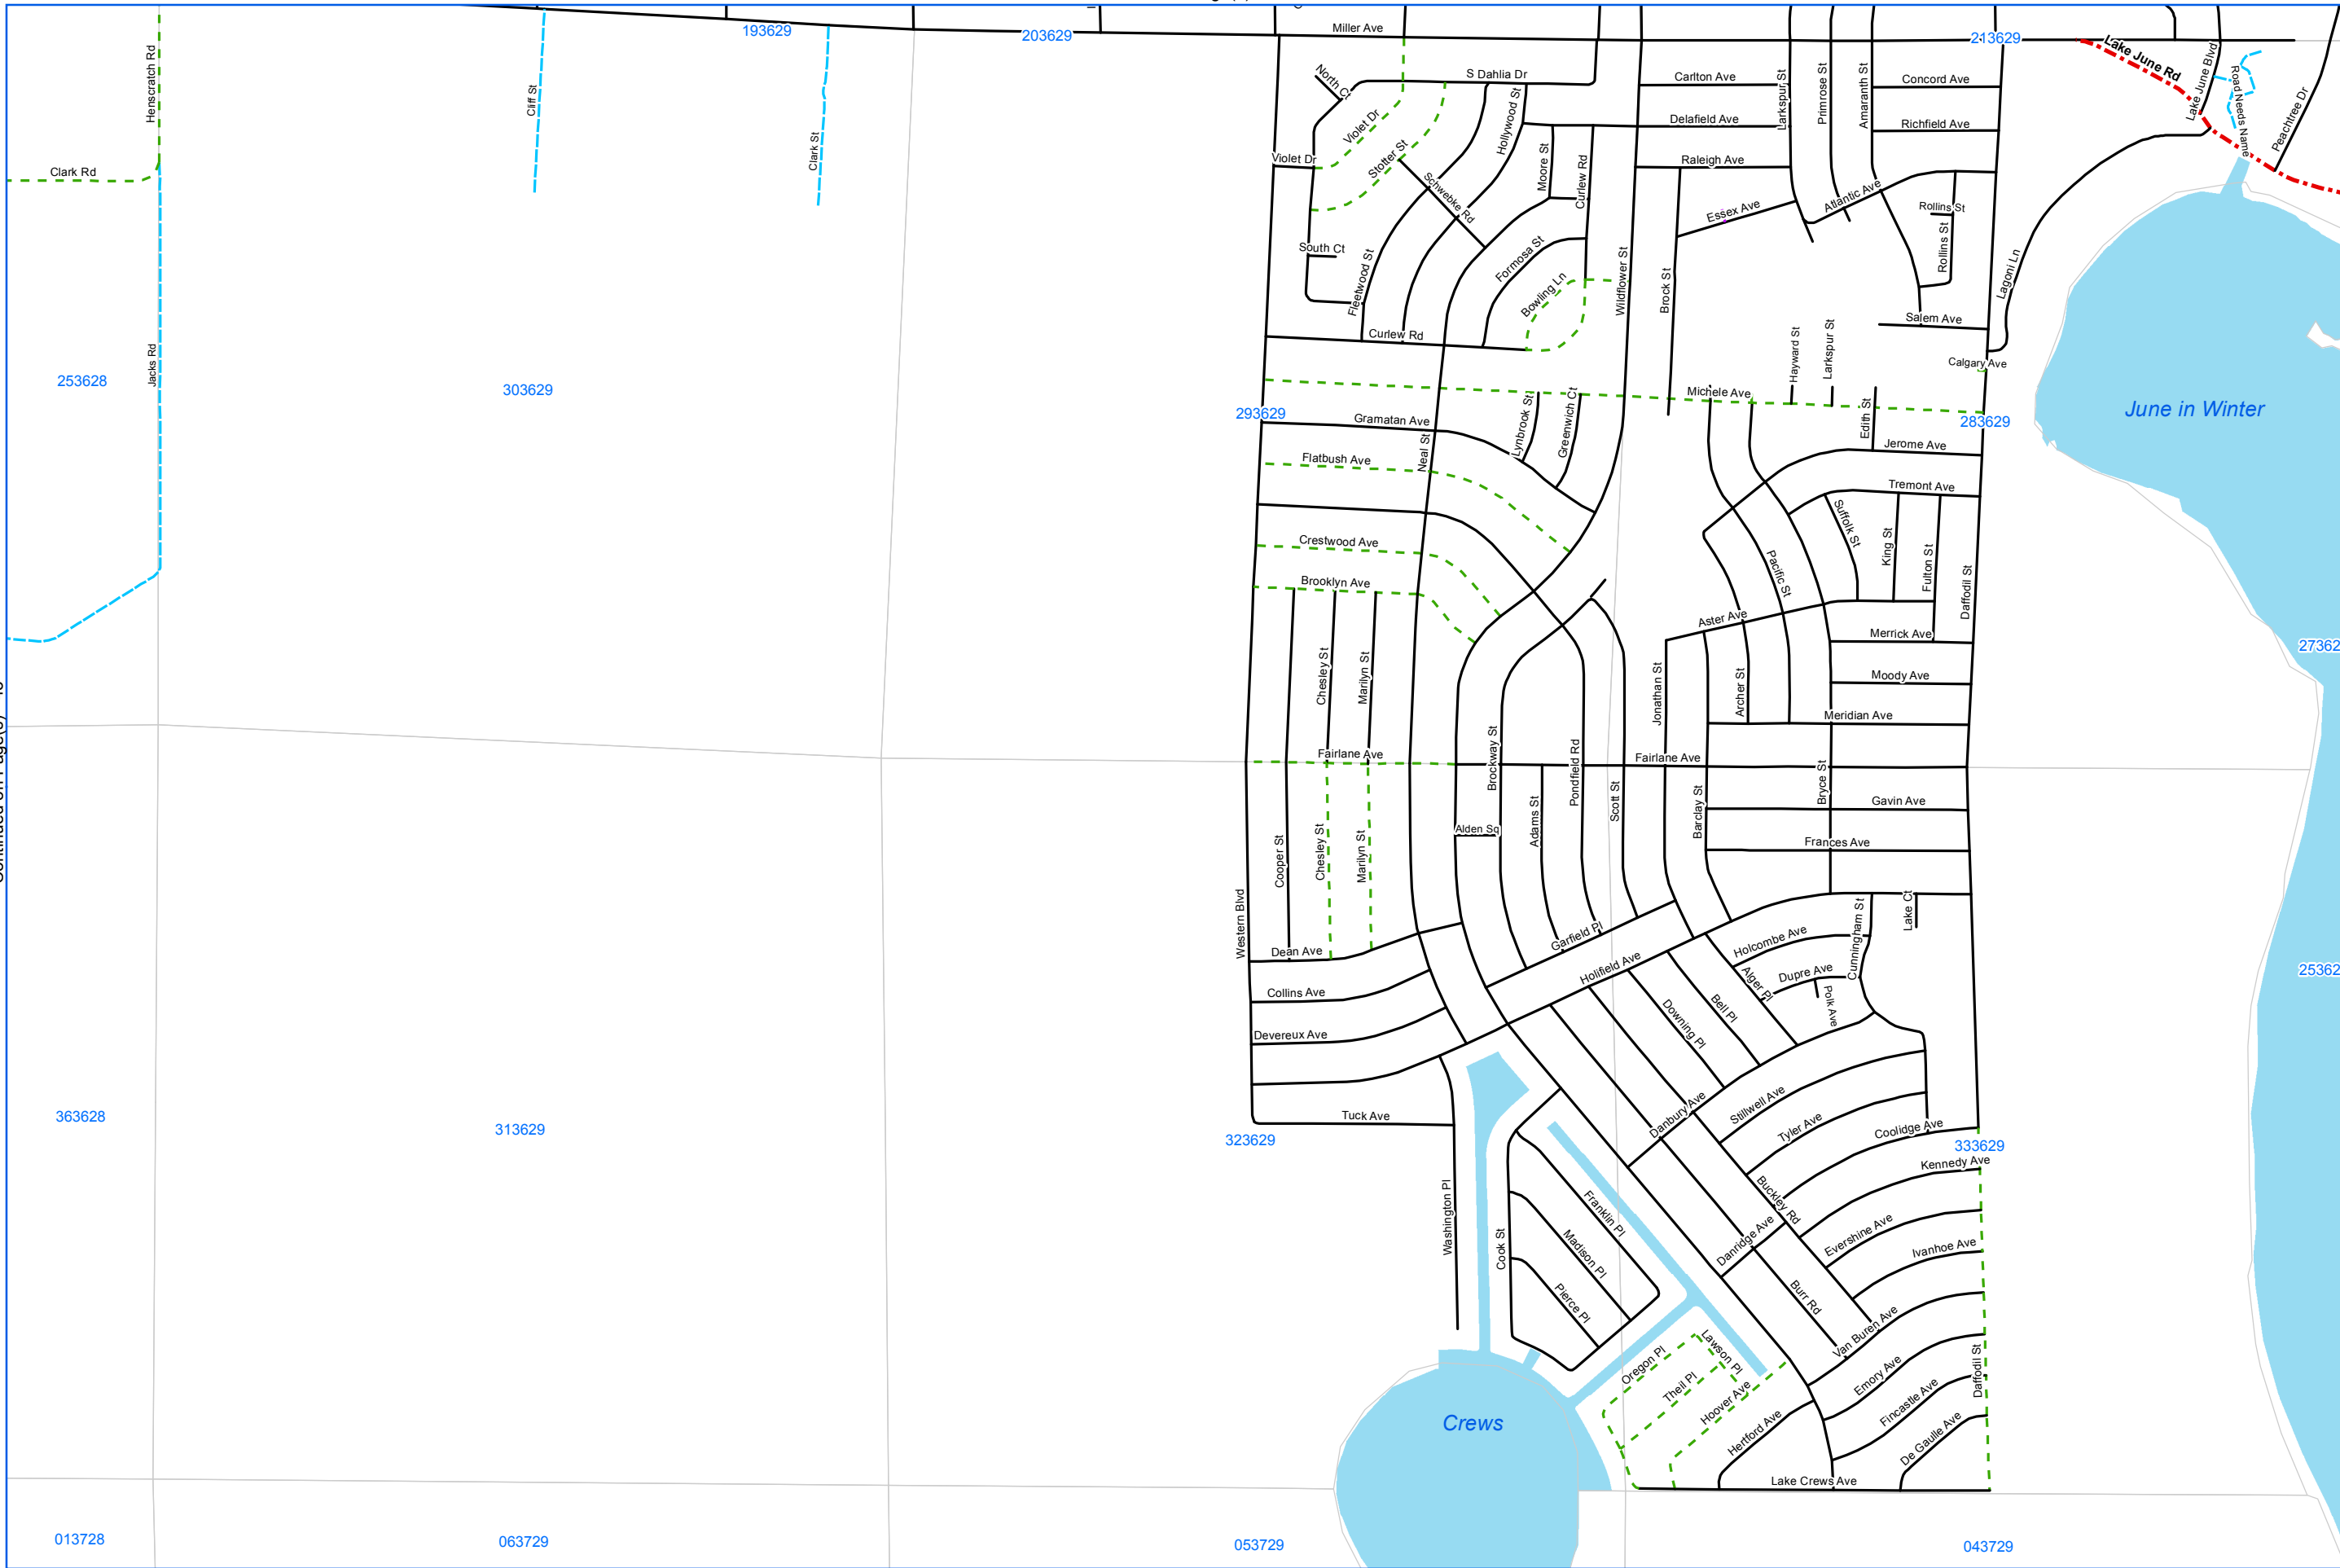 193629
203629
Miller Ave
213629
Henscratch Rd
Cliff St
Clark St
Clark Rd
Jacks Rd
North Ct
S Dahlia Dr
Violet Dr
Violet Dr
Stotter St
Hollywood St
Schwebke Rd
Moore St
Curlew Rd
Carlton Ave
Larkspur St
Primrose St
Amaranth St
Concord Ave
Delafield Ave
Richfield Ave
Raleigh Ave
Lake June Rd
Lake June Blvd
Road Needs Name
Peachtree Dr
Essex Ave
Atlantic Ave
Rollins St
Rollins St
South Ct
Fleetwood St
Formosa St
Bowling Ln
Wildflower St
Brock St
Lagoni Ln
Curlew Rd
Salem Ave
Hayward St
Larkspur St
Calgary Ave
253628
303629
293629
283629
June in Winter
Michele Ave
Gramatan Ave
Lynbrook St
Greenwich Ct
Edith St
Jerome Ave
Flatbush Ave
Neal St
Tremont Ave
Suffolk St
King St
Fulton St
Daffodil St
Crestwood Ave
Pacific St
Brooklyn Ave
Aster Ave
Merrick Ave
27362
Chesley St
Marilyn St
Jonathan St
Archer St
Moody Ave
Meridian Ave
Brockway St
Pondfield Rd
Fairlane Ave
Fairlane Ave
Bryce St
Scott St
Barclay St
Gavin Ave
Adams St
Alden Sq
Frances Ave
Cooper St
Chesley St
Marilyn St
Western Blvd
Lake Ct
Cunningham St
Garfield Pl
Holcombe Ave
Dean Ave
Holifield Ave
Alger Pl
Dupre Ave
Polk Ave
25362
Collins Ave
Downing Pl
Bell Pl
Devereux Ave
Tuck Ave
363628
313629
323629
333629
Danbury Ave
Stillwell Ave
Tyler Ave
Coolidge Ave
Kennedy Ave
Washington Pl
Cook St
Franklin Pl
Madison Pl
Pierce Pl
Buckley Rd
Danridge Ave
Evershine Ave
Ivanhoe Ave
Burr Rd
Van Buren Ave
Lawson Pl
Oregon Pl
Theil Pl
Hoover Ave
Hertford Ave
Emory Ave
Fincastle Ave
De Gaulle Ave
Daffodil St
Crews
Lake Crews Ave
013728
063729
053729
043729